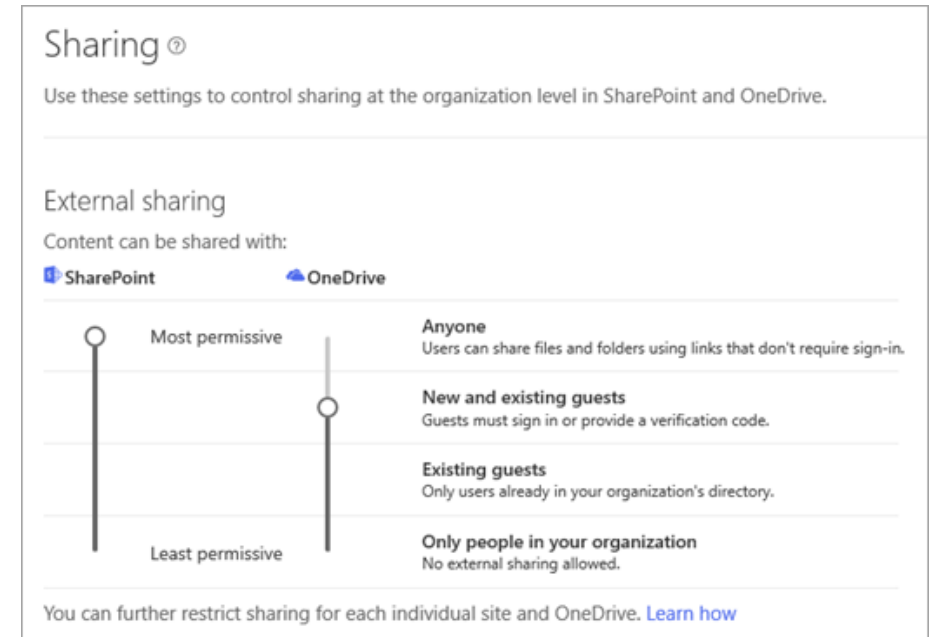 Sharing
Use these settings to control sharing at the organization level in SharePoint and OneDrive.
External sharing
Content can be shared with:
SharePoint OneDrive
Most permissive
Anyone
Users can share files and folders using links that don't require sign-in.
New and existing guests
Guests must sign in or provide a verification code.
Existing guests
Only users already in your organization's directory.
Least permissive
Only people in your organization
No external sharing allowed.
You can further restrict sharing for each individual site and OneDrive. Learn how